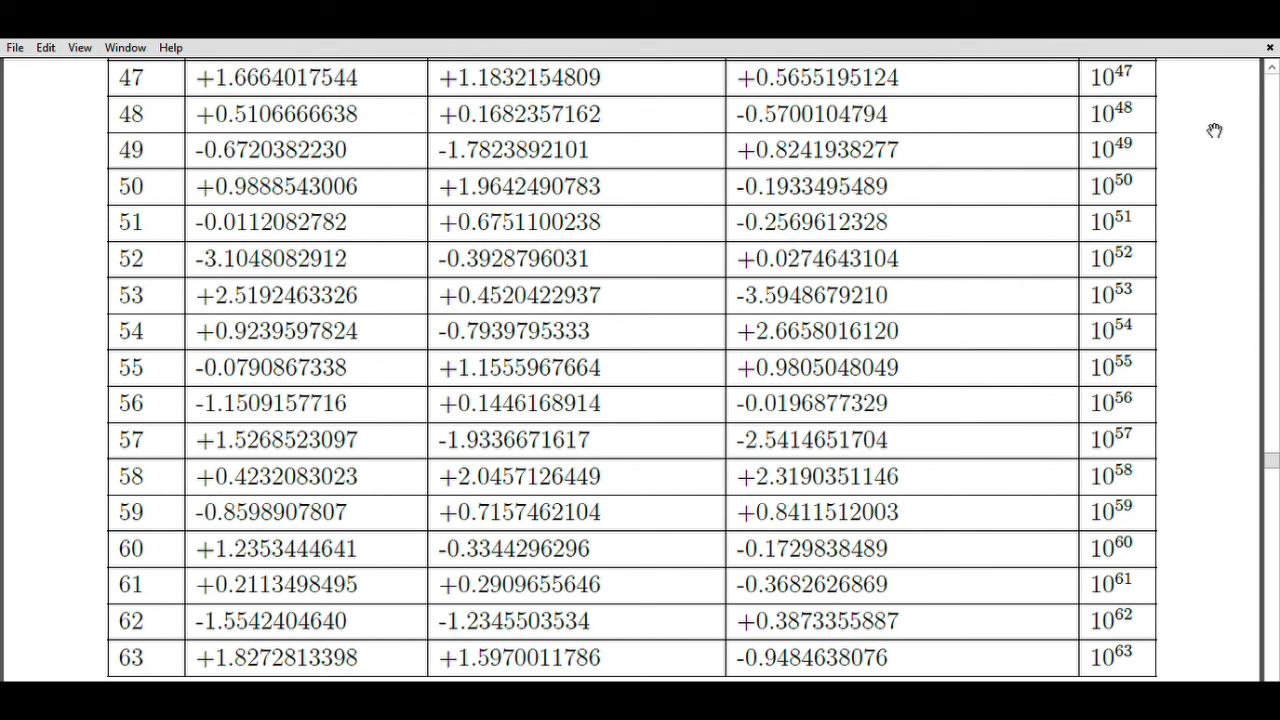 File Edit View Window Help
47 +1.6664017544 +1.1832154809 +0.5655195124 10^47
48 +0.5106666638 +0.1682357162 -0.5700104794 10^48
49 -0.6720382230 -1.7823892101 +0.8241938277 10^49
50 +0.9888543006 +1.9642490783 -0.1933495489 10^50
51 -0.0112082782 +0.6751100238 -0.2569612328 10^51
52 -3.1048082912 -0.3928796031 +0.0274643104 10^52
53 +2.5192463326 +0.4520422937 -3.5948679210 10^53
54 +0.9239597824 -0.7939795333 +2.6658016120 10^54
55 -0.0790867338 +1.1555967664 +0.9805048049 10^55
56 -1.1509157716 +0.1446168914 -0.0196877329 10^56
57 +1.5268523097 -1.9336671617 -2.5414651704 10^57
58 +0.4232083023 +2.0457126449 +2.3190351146 10^58
59 -0.8598907807 +0.7157462104 +0.8411512003 10^59
60 +1.2353444641 -0.3344296296 -0.1729838489 10^60
61 +0.2113498495 +0.2909655646 -0.3682626869 10^61
62 -1.5542404640 -1.2345503534 +0.3873355887 10^62
63 +1.8272813398 +1.5970011786 -0.9484638076 10^63